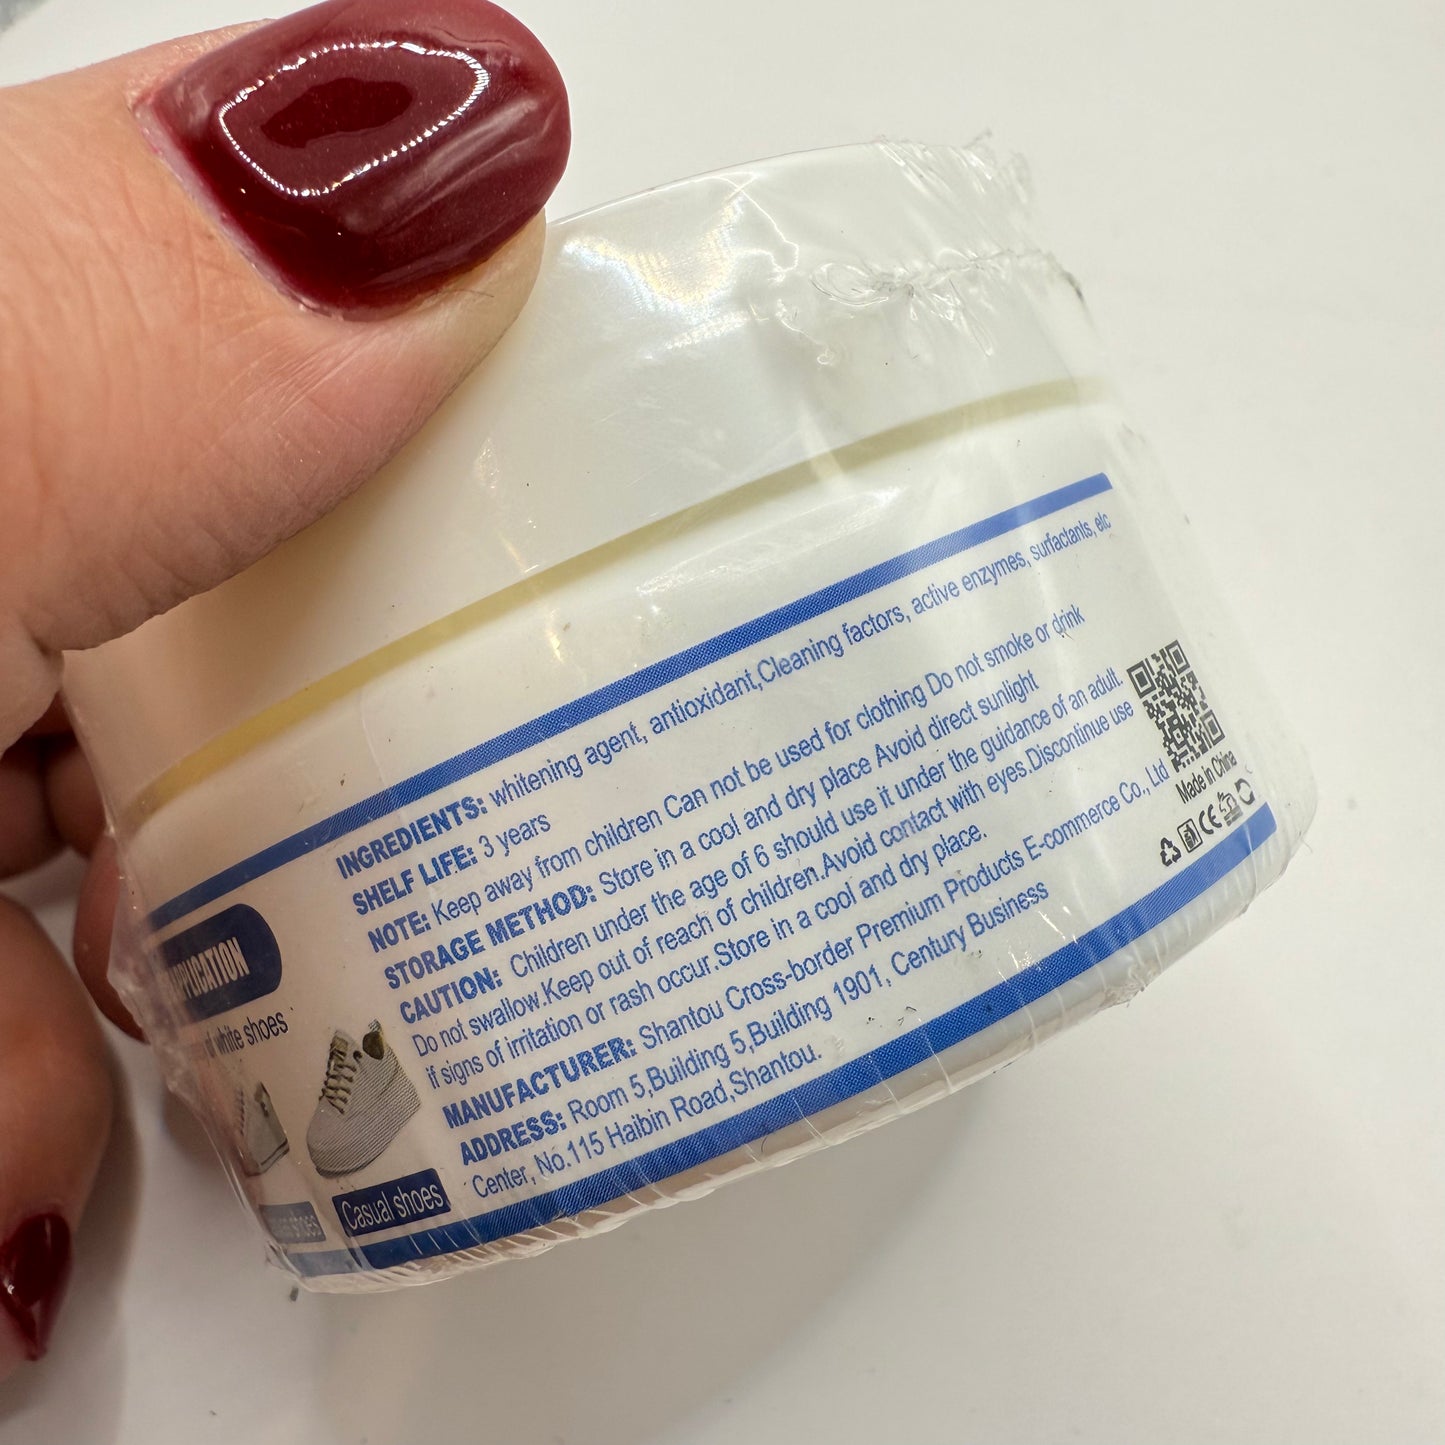 INGREDIENTS: whitening agent, antioxidant,Cleaning factors, active enzymes, surfactants, etc
SHELF LIFE: 3 years
NOTE: Keep away from children Can not be used for clothing Do not smoke or drink
STORAGE METHOD: Store in a cool and dry place Avoid direct sunlight
CAUTION: Children under the age of 6 should use it under the guidance of an adult.
Do not swallow.Keep out of reach of children.Avoid contact with eyes.Discontinue use
if signs of irritation or rash occur.Store in a cool and dry place.
MANUFACTURER: Shantou Cross-border Premium Products E-commerce Co., Ltd
ADDRESS: Room 5,Building 5,Building 1901, Century Business
Center, No.115 Haibin Road,Shantou.
Made in China
CE
APPLICATION
of white shoes
shoes
Casual shoes